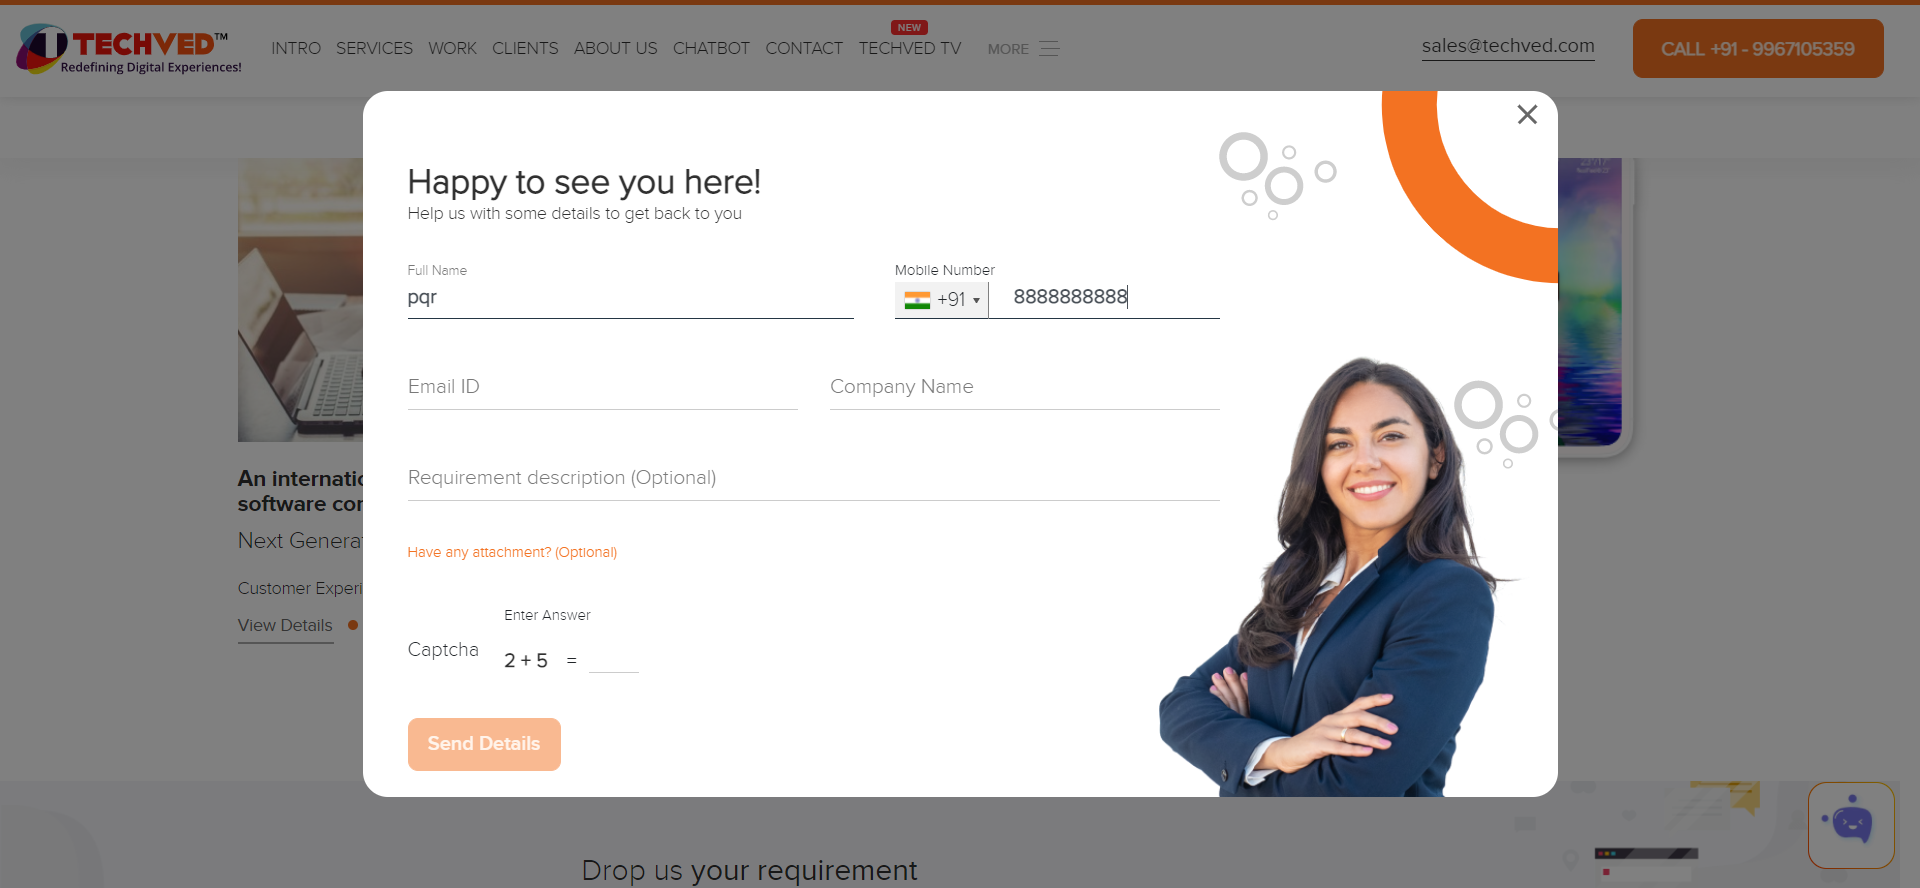 TECHVED™
Redefining Digital Experiences!
INTRO SERVICES WORK CLIENTS ABOUT US CHATBOT CONTACT TECHVED TV MORE
NEW
sales@techved.com
CALL +91 - 9967105359
Happy to see you here!
Help us with some details to get back to you
Full Name
pqr
Mobile Number
+91
8888888888
Email ID
Company Name
Requirement description (Optional)
Have any attachment? (Optional)
Enter Answer
Captcha
2 + 5 =
Send Details
An internatio
software cor
Next Genera
Customer Experi
View Details
Drop us your requirement